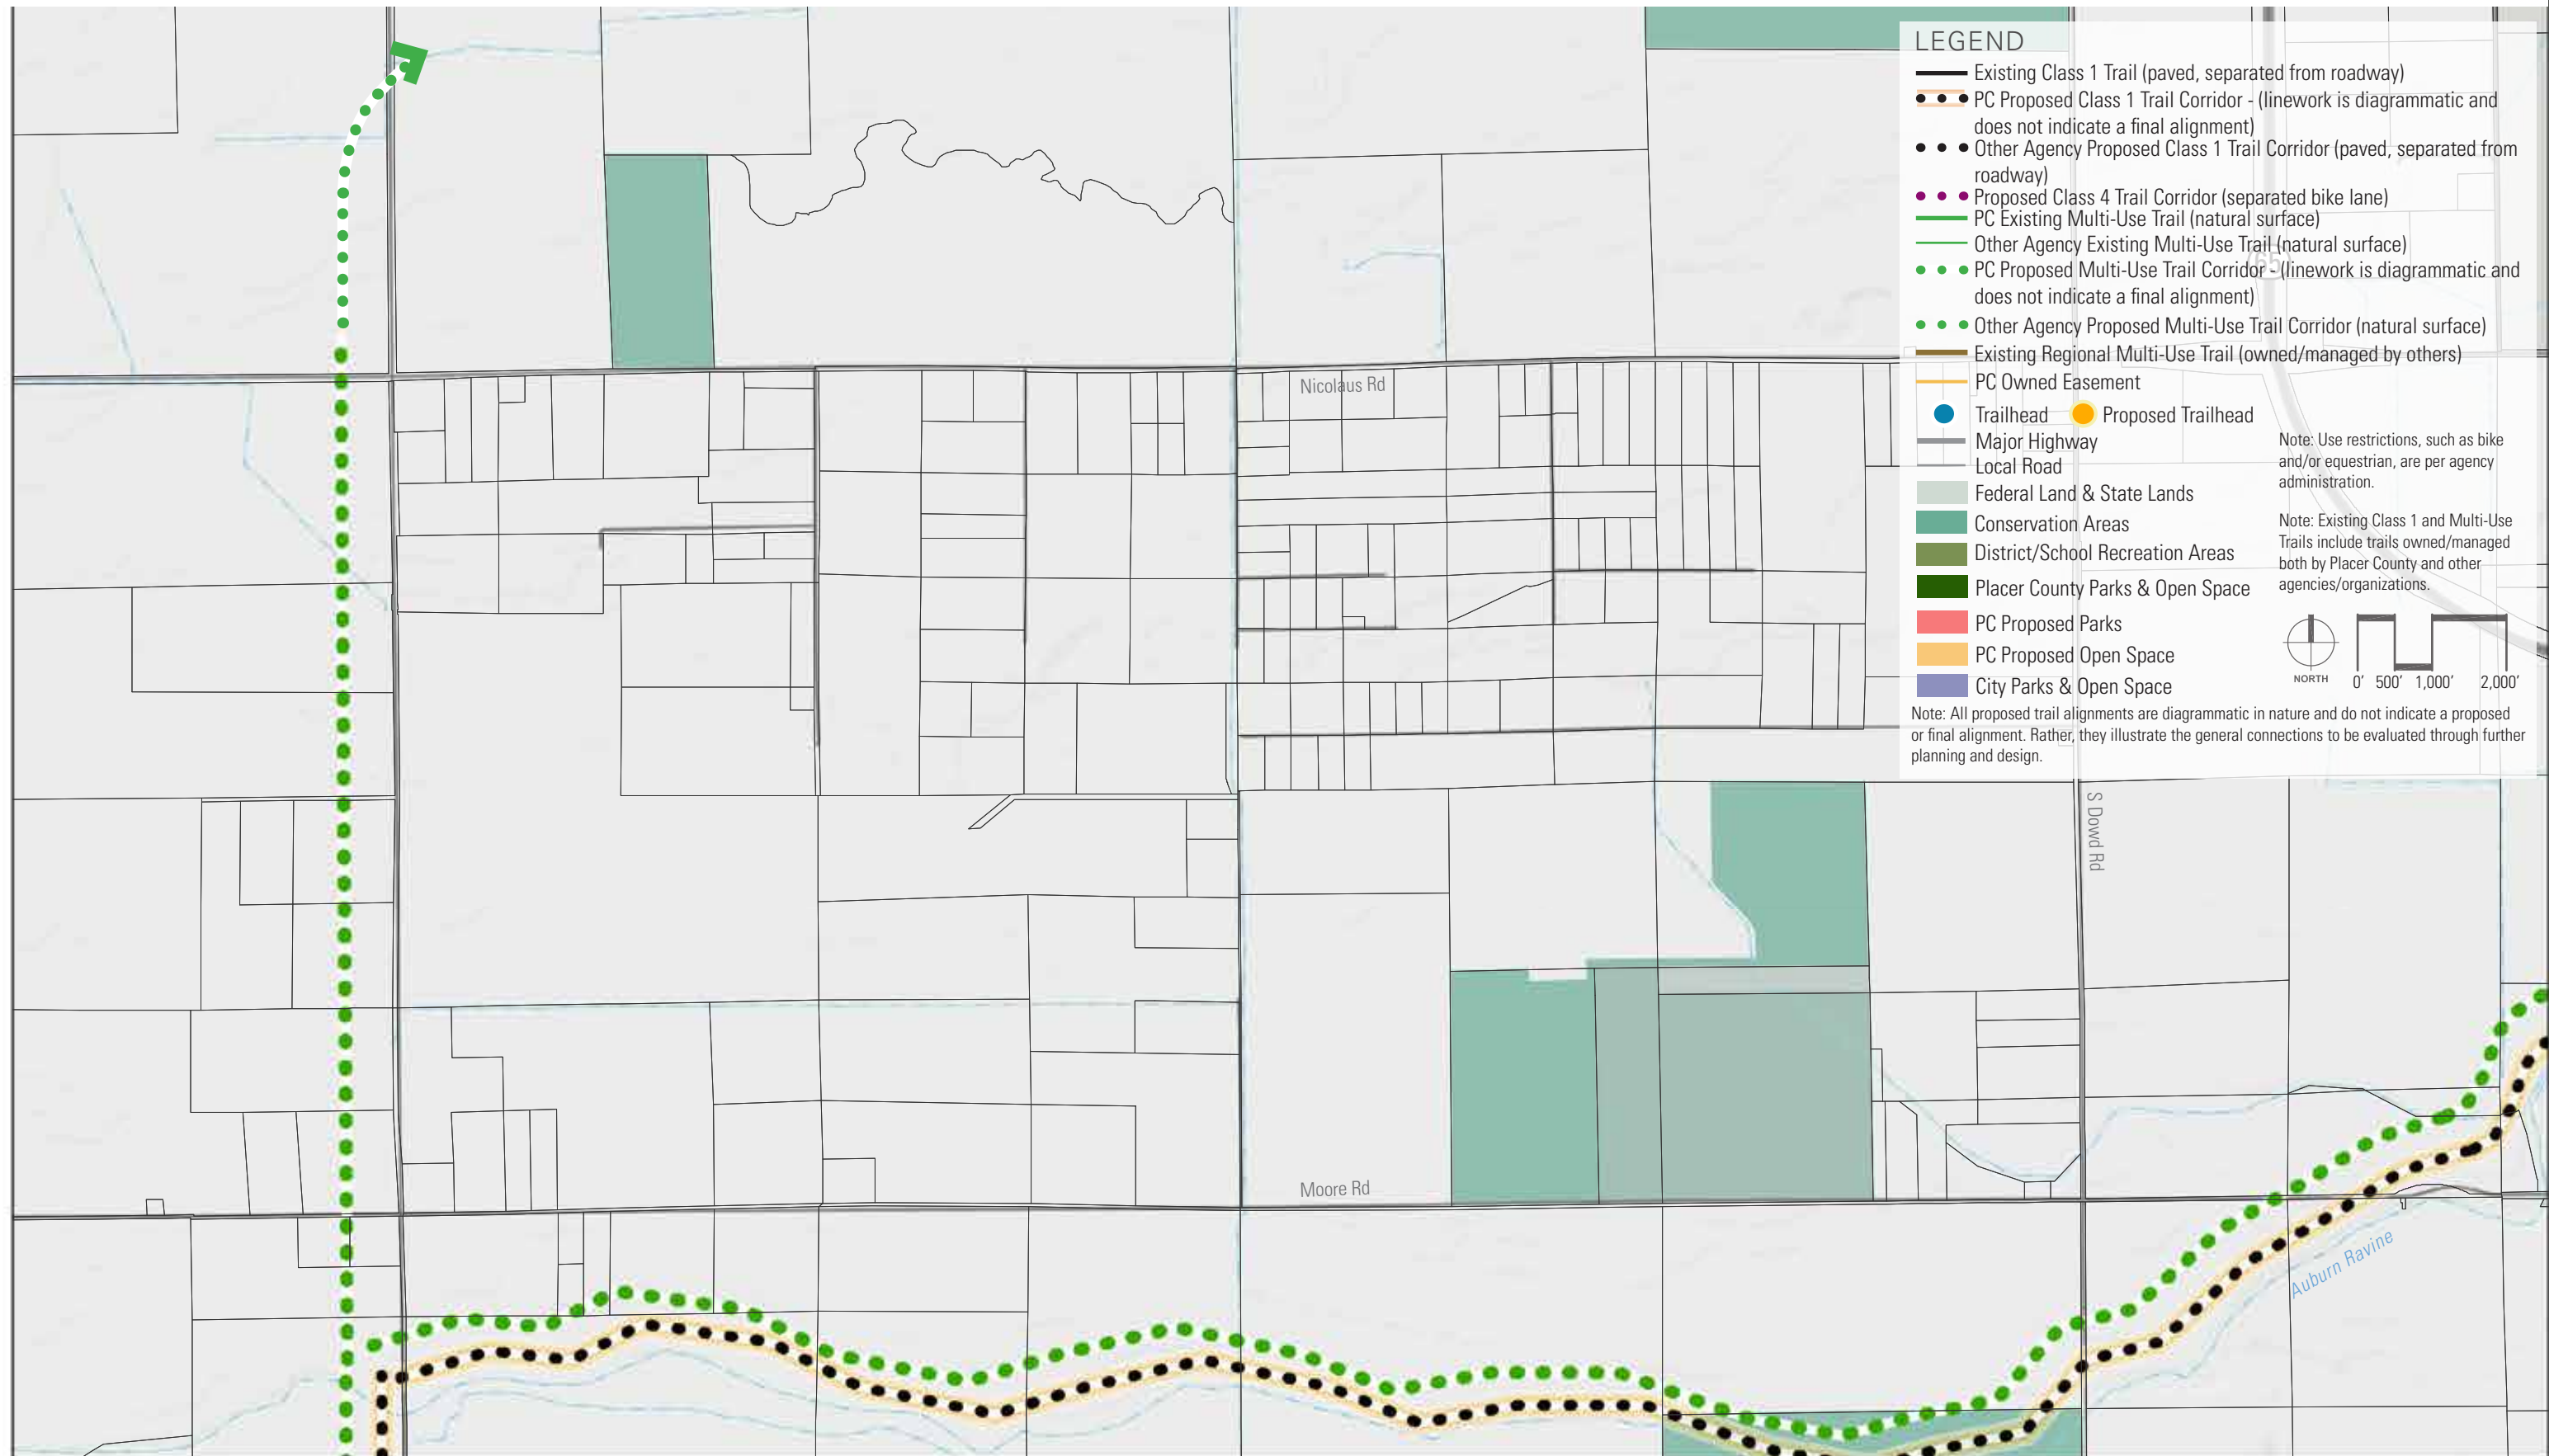 LEGEND
Existing Class 1 Trail (paved, separated from roadway)
PC Proposed Class 1 Trail Corridor - (linework is diagrammatic and
does not indicate a final alignment)
Other Agency Proposed Class 1 Trail Corridor (paved, separated from
roadway)
Proposed Class 4 Trail Corridor (separated bike lane)
PC Existing Multi-Use Trail (natural surface)
Other Agency Existing Multi-Use Trail (natural surface)
65
PC Proposed Multi-Use Trail Corridor - (linework is diagrammatic and
does not indicate a final alignment)
Other Agency Proposed Multi-Use Trail Corridor (natural surface)
Existing Regional Multi-Use Trail (owned/managed by others)
PC Owned Easement
Trailhead
Proposed Trailhead
Major Highway
Local Road
Federal Land & State Lands
Conservation Areas
District/School Recreation Areas
Placer County Parks & Open Space
PC Proposed Parks
PC Proposed Open Space
City Parks & Open Space
Note: Use restrictions, such as bike
and/or equestrian, are per agency
administration.
Note: Existing Class 1 and Multi-Use
Trails include trails owned/managed
both by Placer County and other
agencies/organizations.
NORTH
0' 500' 1,000' 2,000'
Note: All proposed trail alignments are diagrammatic in nature and do not indicate a proposed
or final alignment. Rather, they illustrate the general connections to be evaluated through further
planning and design.
Nicolaus Rd
S Dowd Rd
Moore Rd
Auburn Ravine